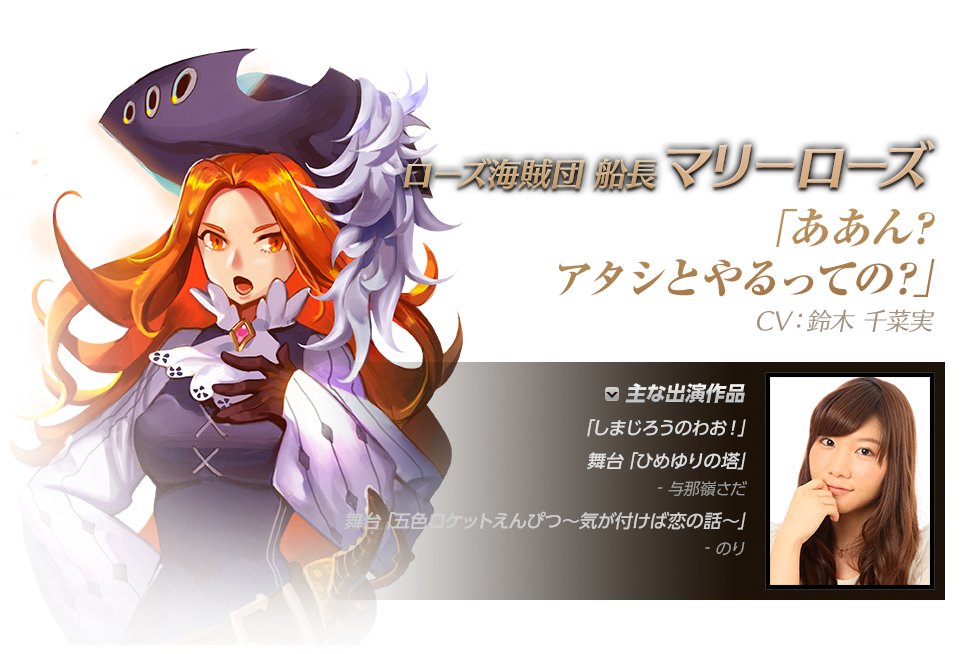 ローズ海賊団 船長 マリーローズ
「ああん?
アタシとやるっての?」
CV:鈴木 千菜実
主な出演作品
「しまじろうのわお!」
舞台「ひめゆりの塔」
- 与那嶺さだ
舞台「五色ロケットえんぴつ～気が付けば恋の話～」
- のり